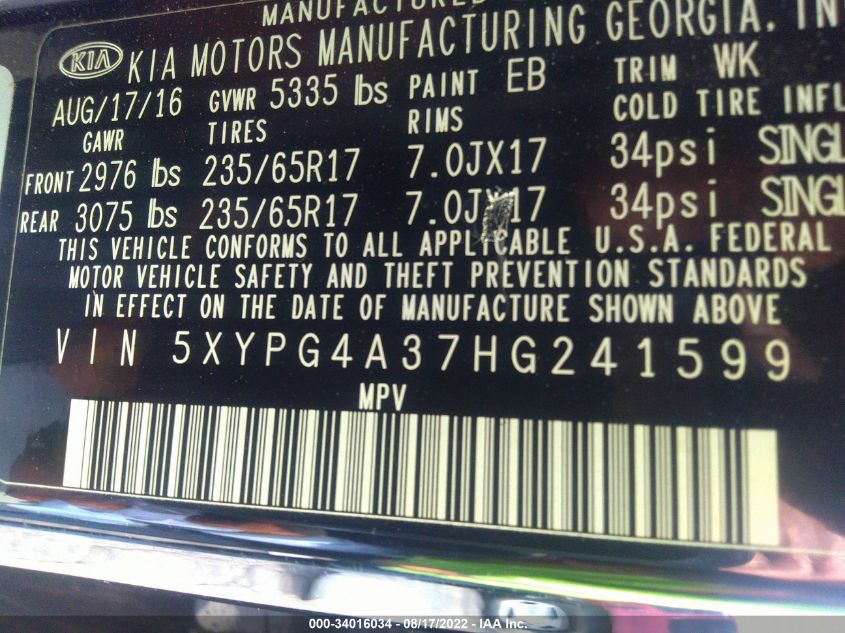 MANUFACTURED
KIA KIA MOTORS MANUFACTURING GEORGIA. IN
AUG/17/16 GVWR 5335 lbs PAINT EB TRIM WK
GAWR TIRES RIMS COLD TIRE INFL
FRONT 2976 lbs 235/65R17 7.0JX17 34psi SINGL
REAR 3075 lbs 235/65R17 7.0J 17 34psi SINGL
THIS VEHICLE CONFORMS TO ALL APPLICABLE U.S.A. FEDERAL
MOTOR VEHICLE SAFETY AND THEFT PREVENTION STANDARDS
IN EFFECT ON THE DATE OF MANUFACTURE SHOWN ABOVE
VIN 5XYPG4A37HG241599
MPV
000-34016034 - 08/17/2022 - IAA Inc.